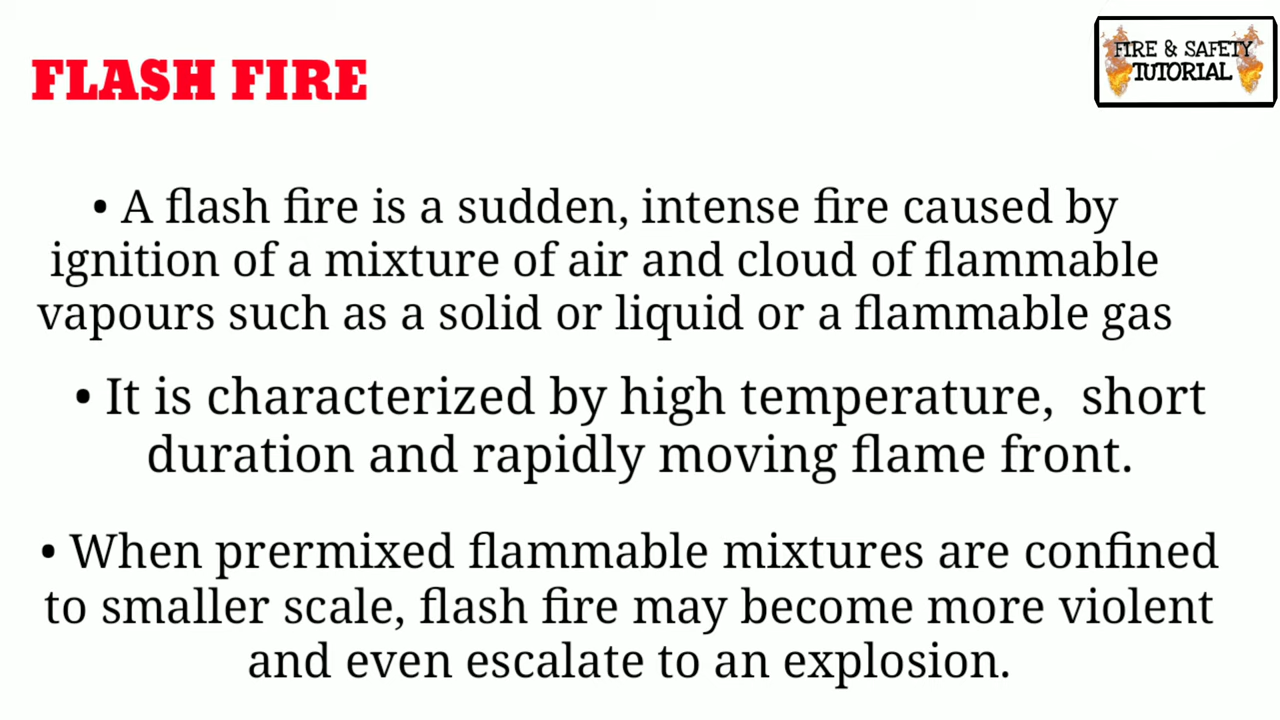 FIRE & SAFETY
TUTORIAL
FLASH FIRE
• A flash fire is a sudden, intense fire caused by
ignition of a mixture of air and cloud of flammable
vapours such as a solid or liquid or a flammable gas
• It is characterized by high temperature,  short
duration and rapidly moving flame front.
• When prermixed flammable mixtures are confined
to smaller scale, flash fire may become more violent
and even escalate to an explosion.